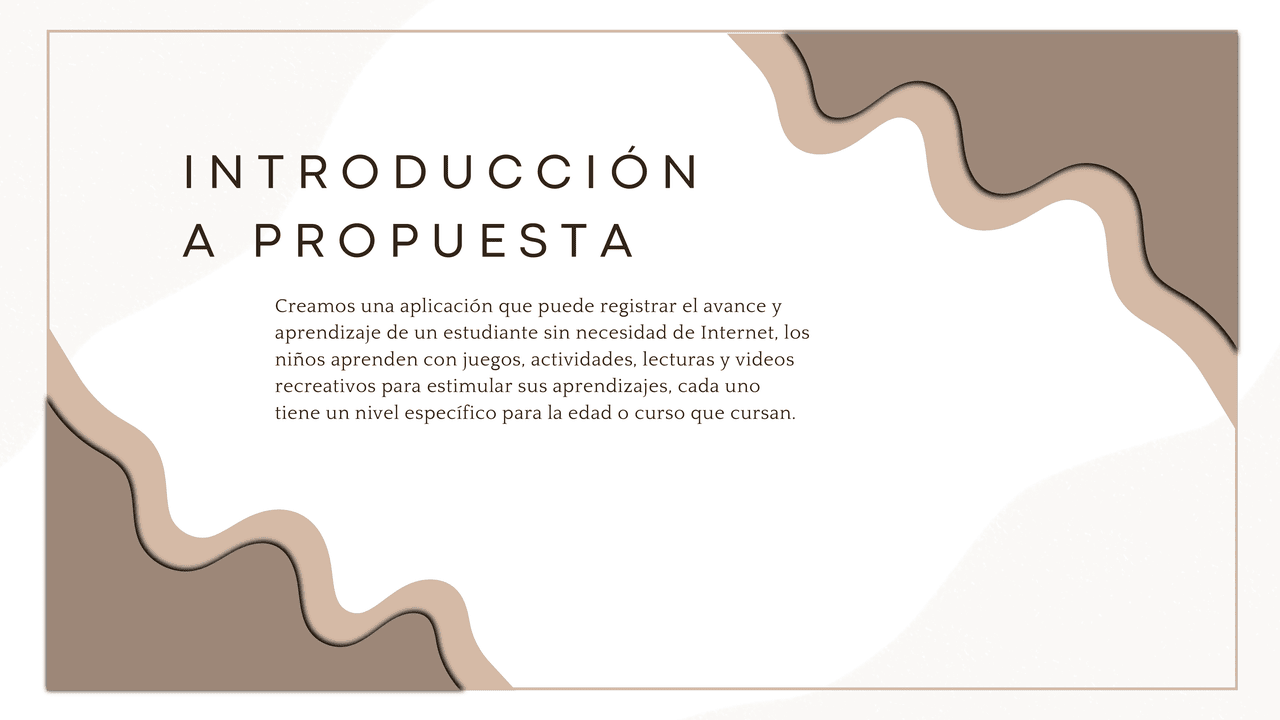 INTRODUCCIÓN
A PROPUESTA
Creamos una aplicación que puede registrar el avance y
aprendizaje de un estudiante sin necesidad de Internet, los
niños aprenden con juegos, actividades, lecturas y videos
recreativos para estimular sus aprendizajes, cada uno
tiene un nivel específico para la edad o curso que cursan.